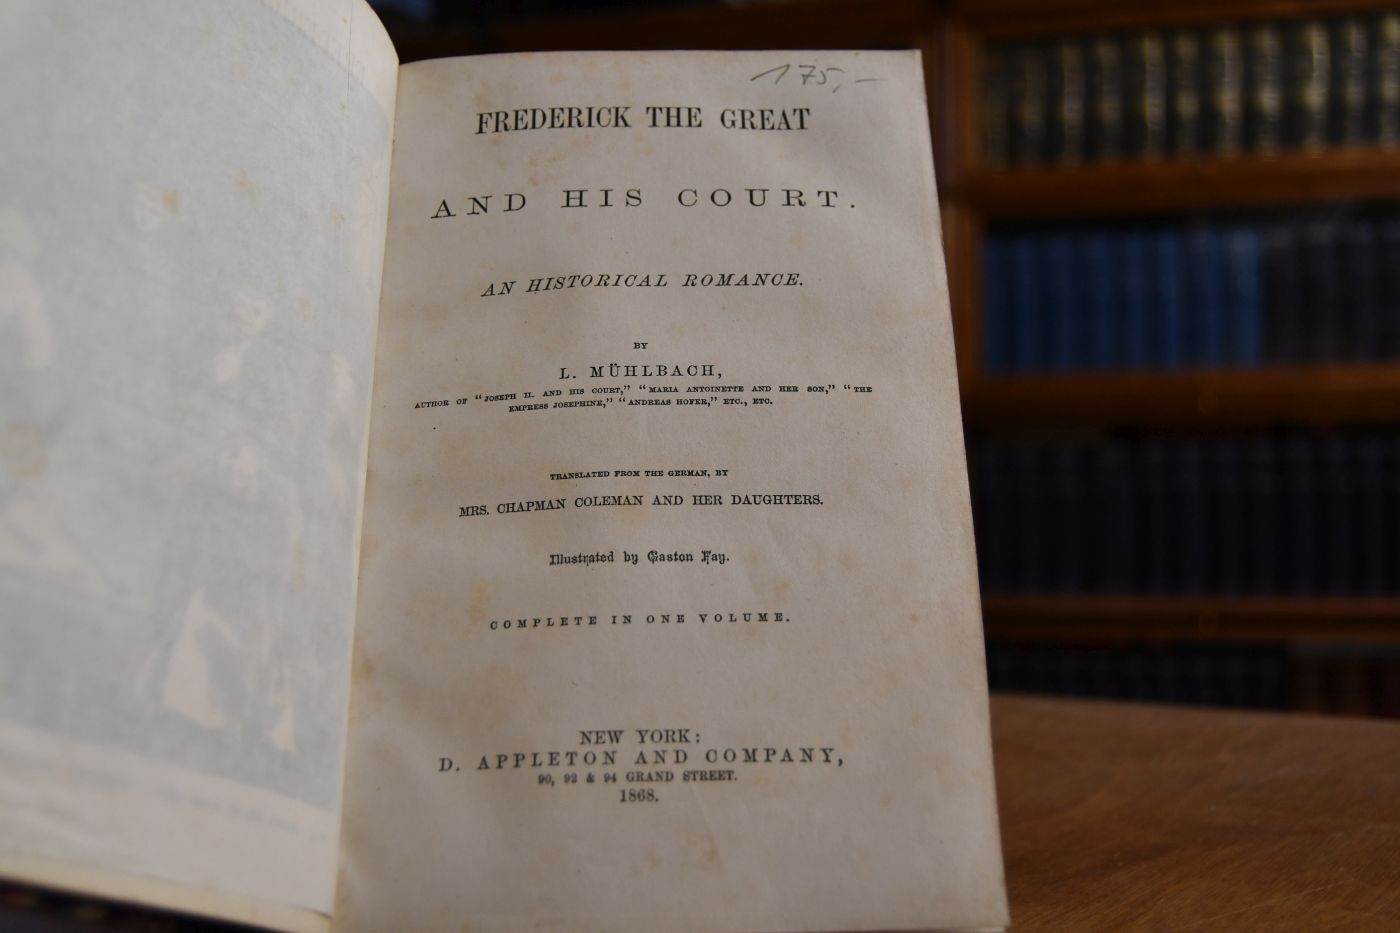 175,-
FREDERICK THE GREAT
AND HIS COURT.
AN HISTORICAL ROMANCE.
BY
L. MÜHLBACH,
AUTHOR OF "JOSEPH II. AND HIS COURT," "MARIA ANTOINETTE AND HER SON," "THE
EMPRESS JOSEPHINE," "ANDREAS HOFER," ETC., ETC.
TRANSLATED FROM THE GERMAN, BY
MRS. CHAPMAN COLEMAN AND HER DAUGHTERS.
Illustrated by Gaston Fay.
COMPLETE IN ONE VOLUME.
NEW YORK:
D. APPLETON AND COMPANY,
90, 92 & 94 GRAND STREET.
1868.